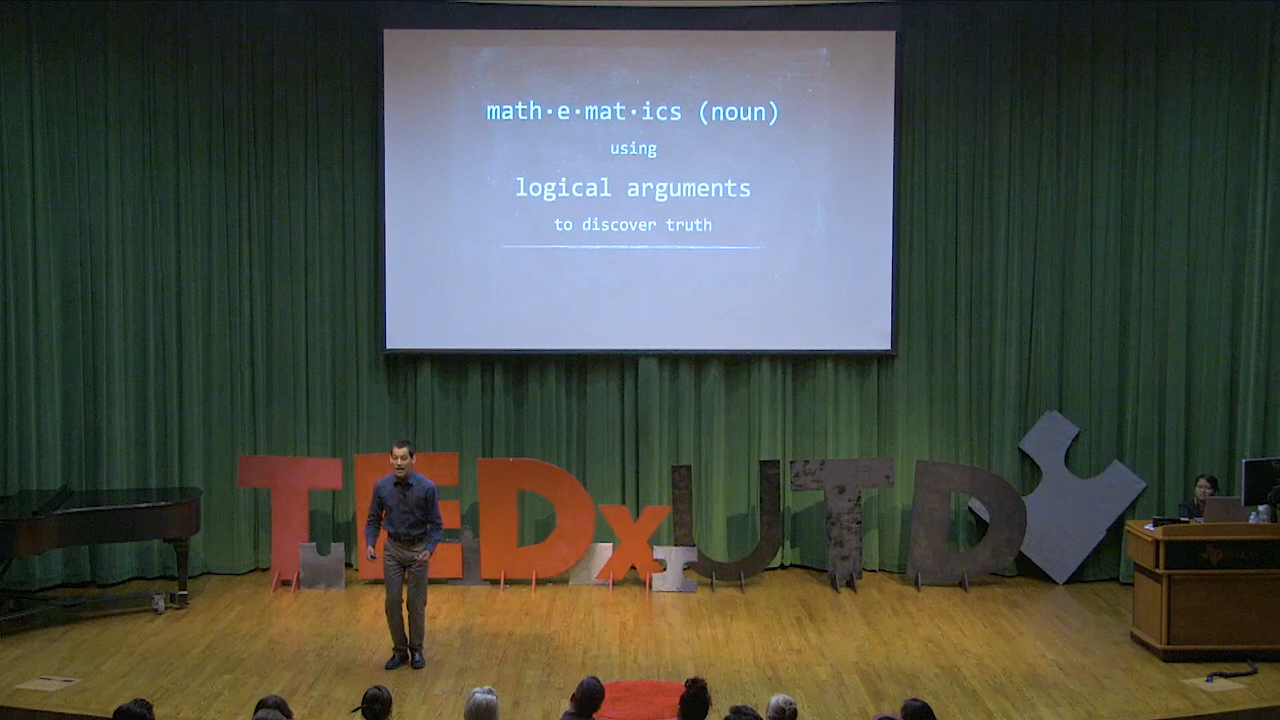 math·e·mat·ics (noun)
using
logical arguments
to discover truth
TEDxUTD